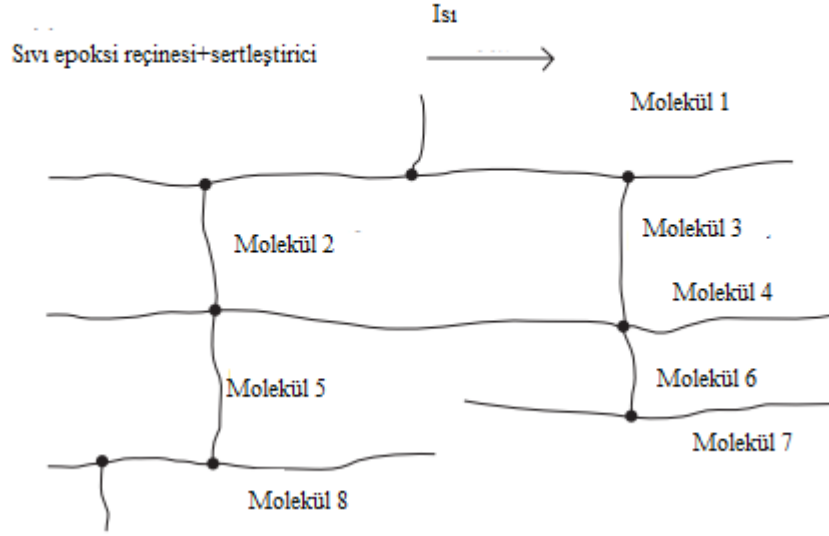 Isı
Sıvı epoksi reçinesi+sertleştirici
Molekül 1
Molekül 2
Molekül 3
Molekül 4
Molekül 5
Molekül 6
Molekül 7
Molekül 8